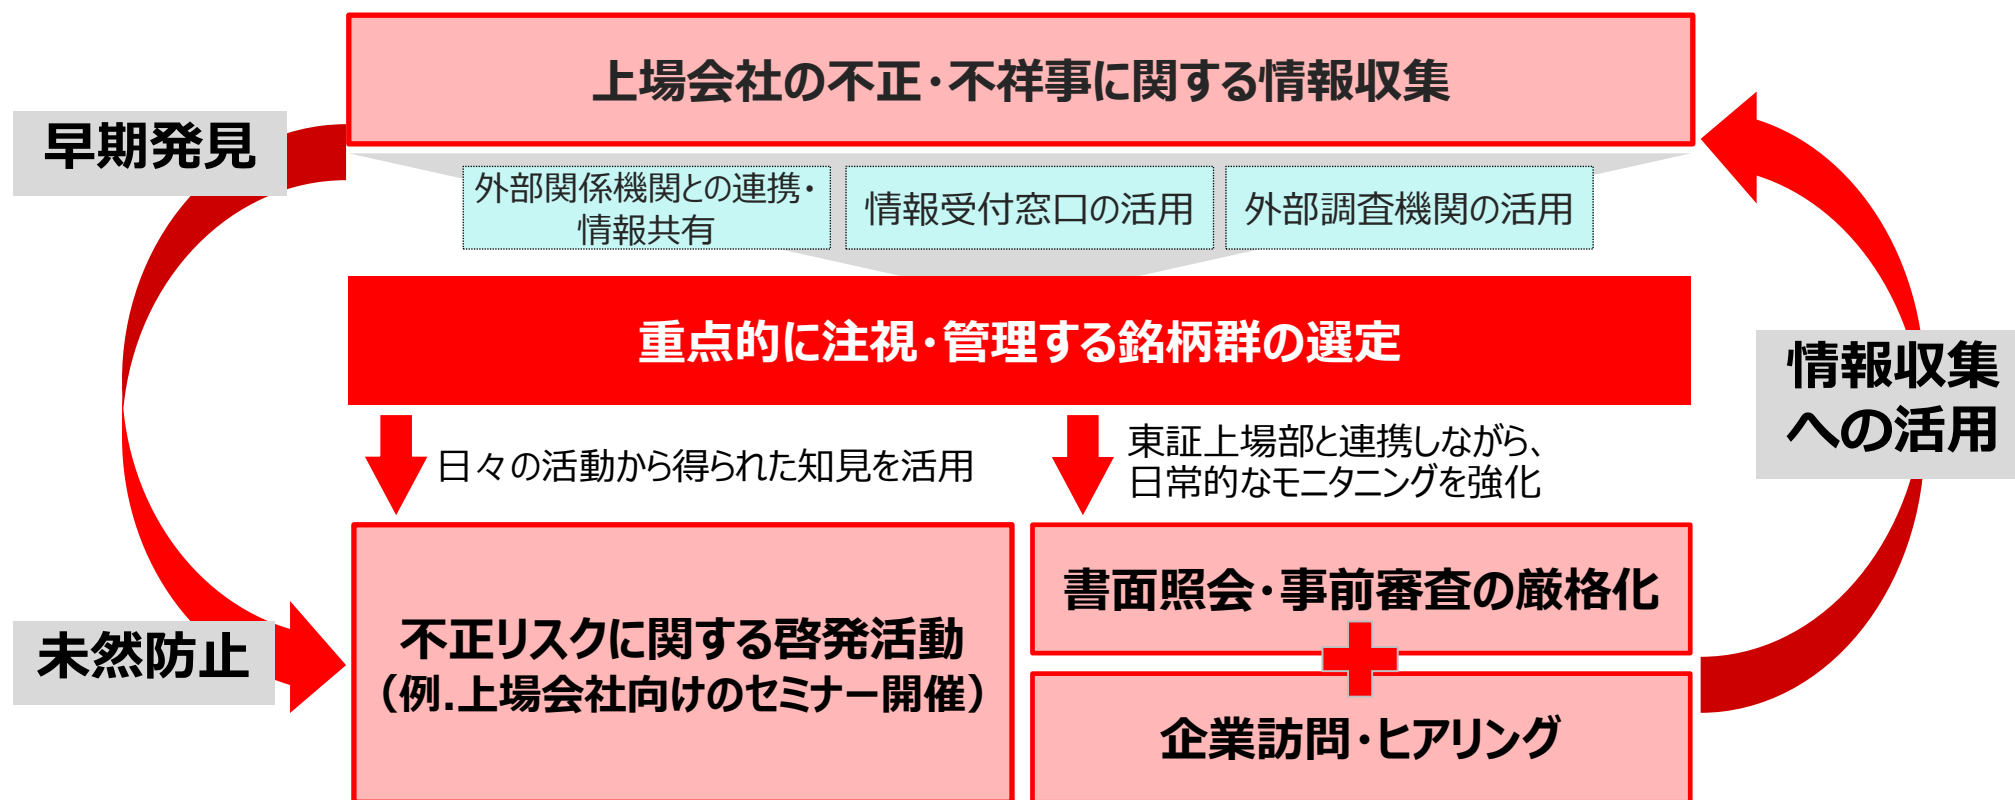 上場会社の不正・不祥事に関する情報収集
早期発見
外部関係機関との連携・
情報共有
情報受付窓口の活用
外部調査機関の活用
重点的に注視・管理する銘柄群の選定
情報収集
への活用
日々の活動から得られた知見を活用
東証上場部と連携しながら、
日常的なモニタニングを強化
不正リスクに関する啓発活動
（例.上場会社向けのセミナー開催）
書面照会・事前審査の厳格化
企業訪問・ヒアリング
未然防止